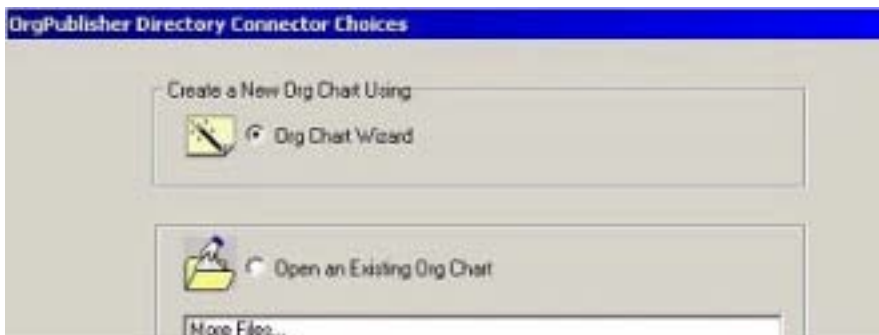 OrgPublisher Directory Connector Choices
Create a New Org Chart Using
Org Chart Wizard
Open an Existing Org Chart
More Files...